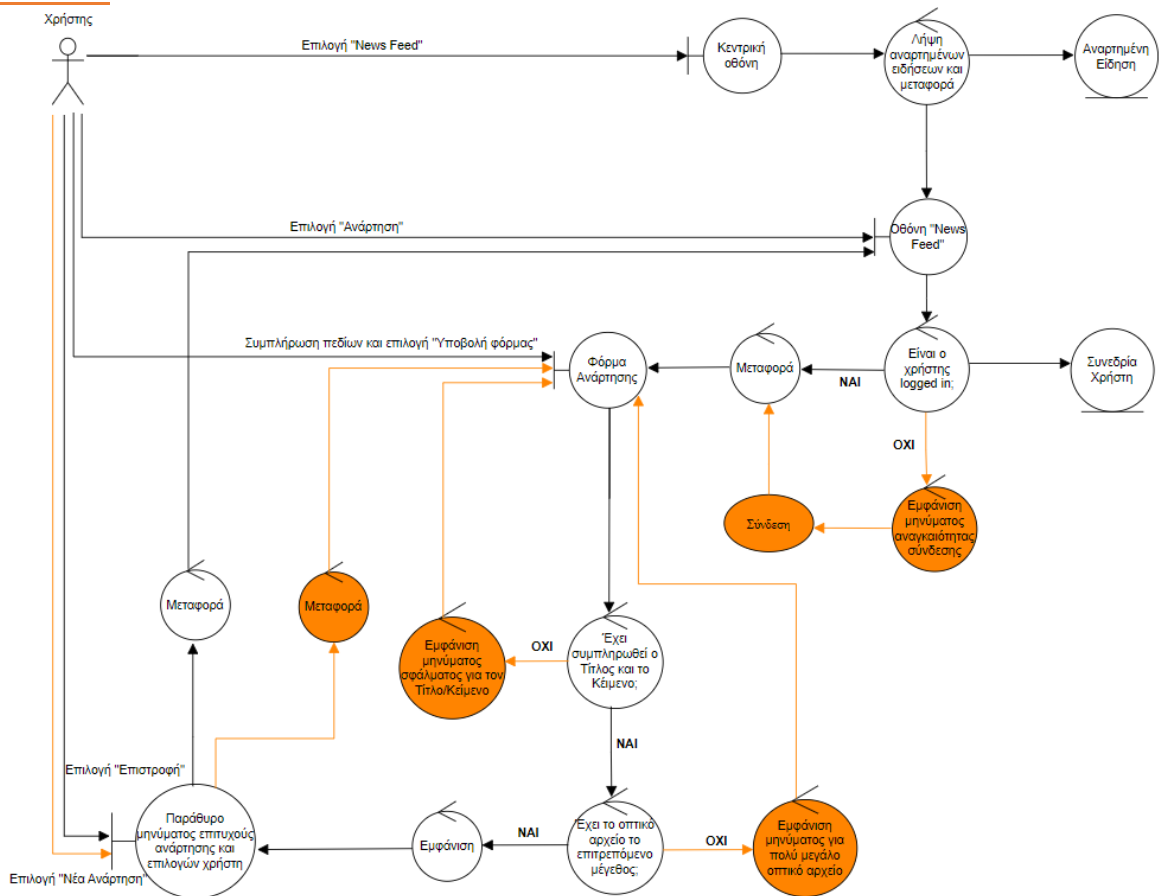 Χρήστης
Επιλογή "News Feed"
Κεντρική
οθόνη
Λήψη
αναρτημένων
ειδήσεων και
μεταφορά
Αναρτημένη
Είδηση
Επιλογή "Ανάρτηση"
Οθόνη "News
Feed"
Συμπλήρωση πεδίων και επιλογή "Υποβολή φόρμας"
Φόρμα
Ανάρτησης
Μεταφορά
ΝΑΙ
Είναι ο
χρήστης
logged in;
Συνεδρία
Χρήστη
ΟΧΙ
Σύνδεση
Εμφάνιση
μηνύματος
αναγκαιότητας
σύνδεσης
Μεταφορά
Μεταφορά
Εμφάνιση
μηνύματος
σφάλματος για τον
Τίτλο/Κείμενο
ΟΧΙ
Έχει
συμπληρωθεί ο
Τίτλος και το
Κέιμενο;
ΝΑΙ
Επιλογή "Επιστροφή"
Παράθυρο
μηνύματος επιτυχούς
ανάρτησης και
επιλογών χρήστη
Εμφάνιση
ΝΑΙ
Έχει το οπτικό
αρχείο το
επιτρεπόμενο
μέγεθος;
ΟΧΙ
Εμφάνιση
μηνύματος για
πολύ μεγάλο
οπτικό αρχείο
Επιλογή "Νέα Ανάρτηση"